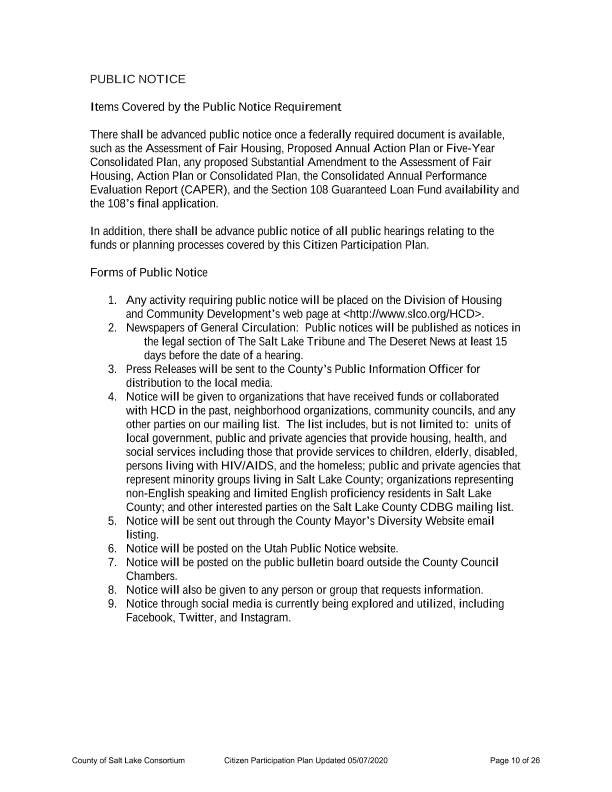 PUBLIC NOTICE
Items Covered by the Public Notice Requirement
There shall be advanced public notice once a federally required document is available,
such as the Assessment of Fair Housing, Proposed Annual Action Plan or Five-Year
Consolidated Plan, any proposed Substantial Amendment to the Assessment of Fair
Housing, Action Plan or Consolidated Plan, the Consolidated Annual Performance
Evaluation Report (CAPER), and the Section 108 Guaranteed Loan Fund availability and
the 108's final application.
In addition, there shall be advance public notice of all public hearings relating to the
funds or planning processes covered by this Citizen Participation Plan.
Forms of Public Notice
1. Any activity requiring public notice will be placed on the Division of Housing
and Community Development's web page at <http://www.slco.org/HCD>.
2. Newspapers of General Circulation:  Public notices will be published as notices in
the legal section of The Salt Lake Tribune and The Deseret News at least 15
days before the date of a hearing.
3. Press Releases will be sent to the County's Public Information Officer for
distribution to the local media.
4. Notice will be given to organizations that have received funds or collaborated
with HCD in the past, neighborhood organizations, community councils, and any
other parties on our mailing list.  The list includes, but is not limited to:  units of
local government, public and private agencies that provide housing, health, and
social services including those that provide services to children, elderly, disabled,
persons living with HIV/AIDS, and the homeless; public and private agencies that
represent minority groups living in Salt Lake County; organizations representing
non-English speaking and limited English proficiency residents in Salt Lake
County; and other interested parties on the Salt Lake County CDBG mailing list.
5. Notice will be sent out through the County Mayor's Diversity Website email
listing.
6. Notice will be posted on the Utah Public Notice website.
7. Notice will be posted on the public bulletin board outside the County Council
Chambers.
8. Notice will also be given to any person or group that requests information.
9. Notice through social media is currently being explored and utilized, including
Facebook, Twitter, and Instagram.
County of Salt Lake Consortium Citizen Participation Plan Updated 05/07/2020 Page 10 of 26